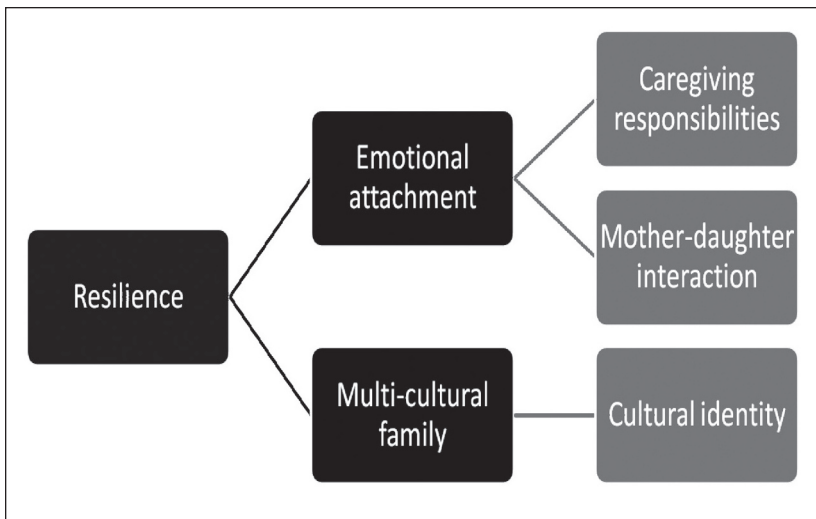 Resilience
Emotional
attachment
Multi-cultural
family
Caregiving
responsibilities
Mother-daughter
interaction
Cultural identity